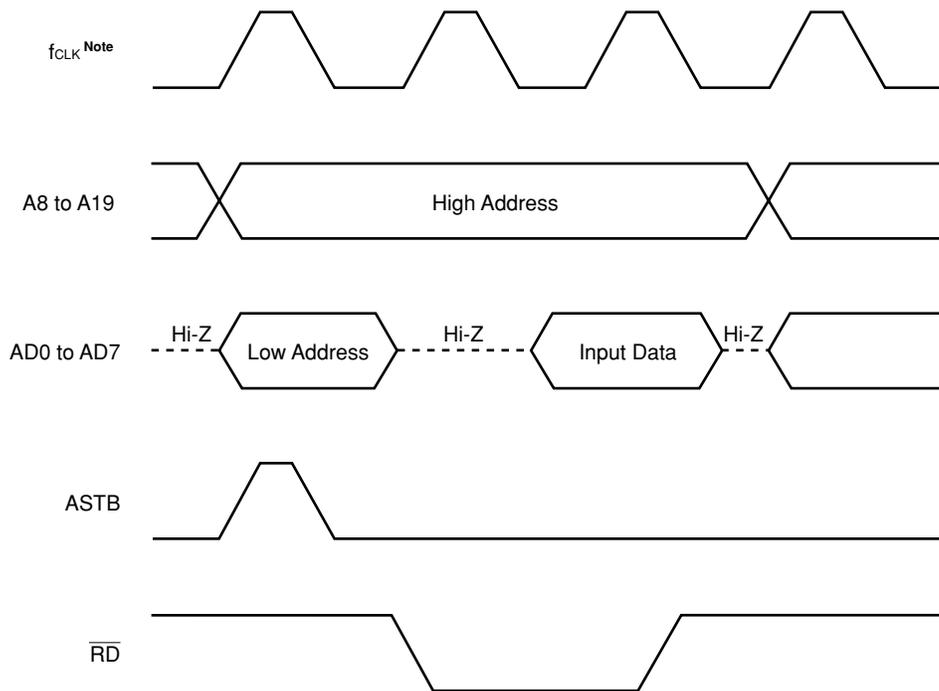 fCLK Note
A8 to A19
High Address
AD0 to AD7
Hi-Z
Low Address
Hi-Z
Input Data
Hi-Z
ASTB
RD